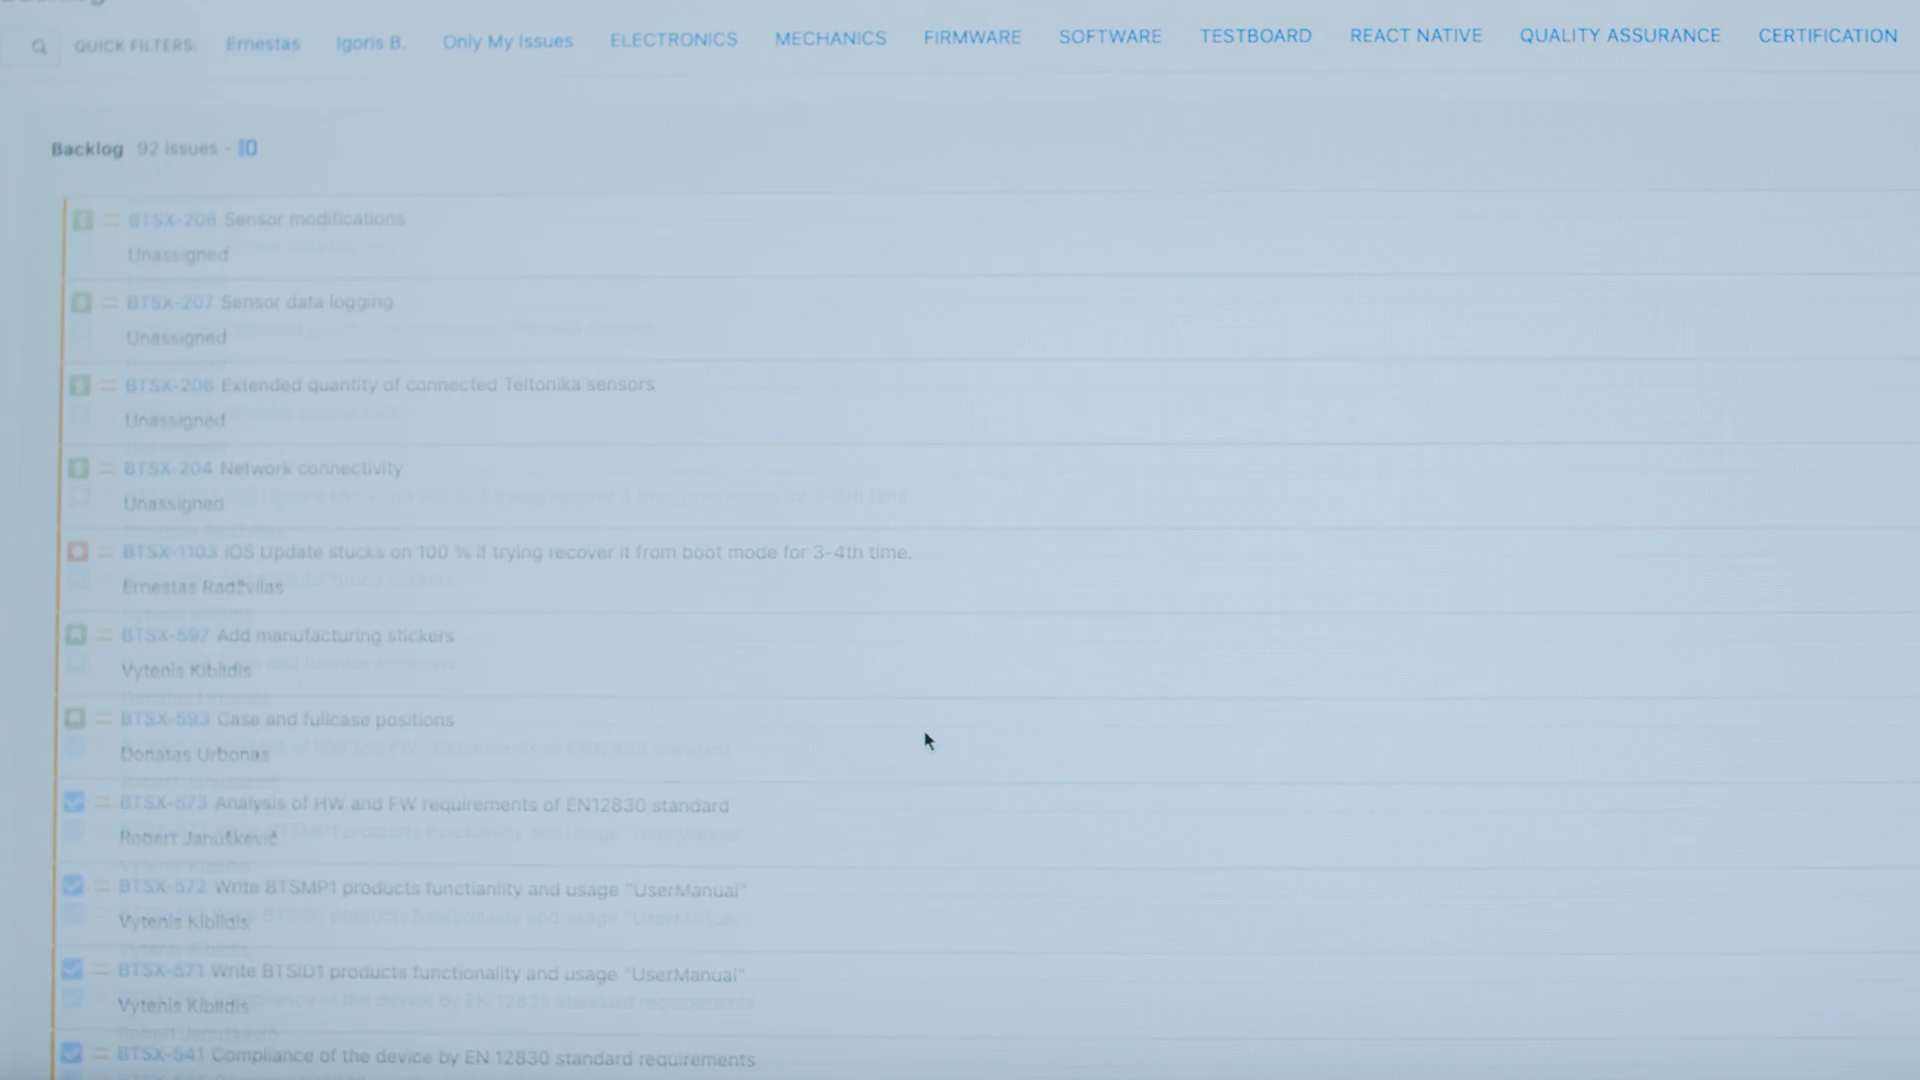 QUICK FILTERS: Ernestas Igoris B. Only My Issues ELECTRONICS MECHANICS FIRMWARE SOFTWARE TESTBOARD REACT NATIVE QUALITY ASSURANCE CERTIFICATION
Backlog 92 issues -
BTSX-208 Sensor modifications
Unassigned
BTSX-207 Sensor data logging
Unassigned
BTSX-206 Extended quantity of connected Teltonika sensors
Unassigned
BTSX-204 Network connectivity
Unassigned
BTSX-1103 iOS Update stucks on 100 % if trying recover it from boot mode for 3-4th time.
Ernestas Radžvilas
BTSX-597 Add manufacturing stickers
Vytenis
BTSX-593 Case and fullcase positions
Donatas Urbonas
BTSX-573 Analysis of HW and FW requirements of EN12830 standard
Robert Januškevič
BTSX-572 Write BTSMP1 products functianlity and usage "UserManual"
Vytenis
BTSX-571 Write BTSID1 products functionality and usage "UserManual"
Vytenis
BTSX-541 Compliance of the device by EN 12830 standard requirements